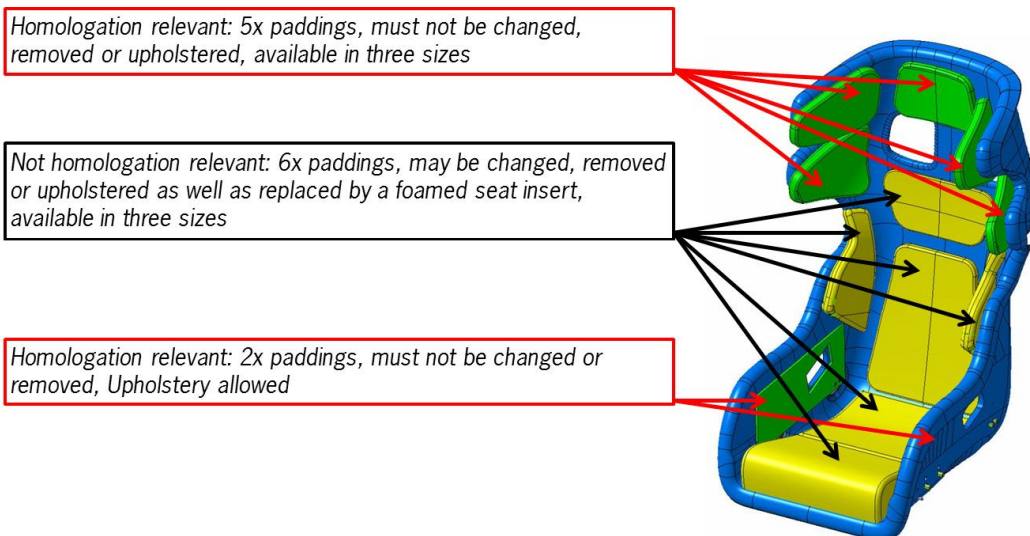 Homologation relevant: 5x paddings, must not be changed,
removed or upholstered, available in three sizes
Not homologation relevant: 6x paddings, may be changed, removed
or upholstered as well as replaced by a foamed seat insert,
available in three sizes
Homologation relevant: 2x paddings, must not be changed or
removed, Upholstery allowed